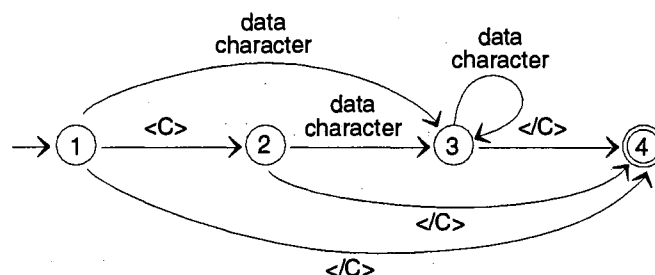 data
character
data
character
<C>
data
character
</C>
1
2
3
4
</C>
</C>